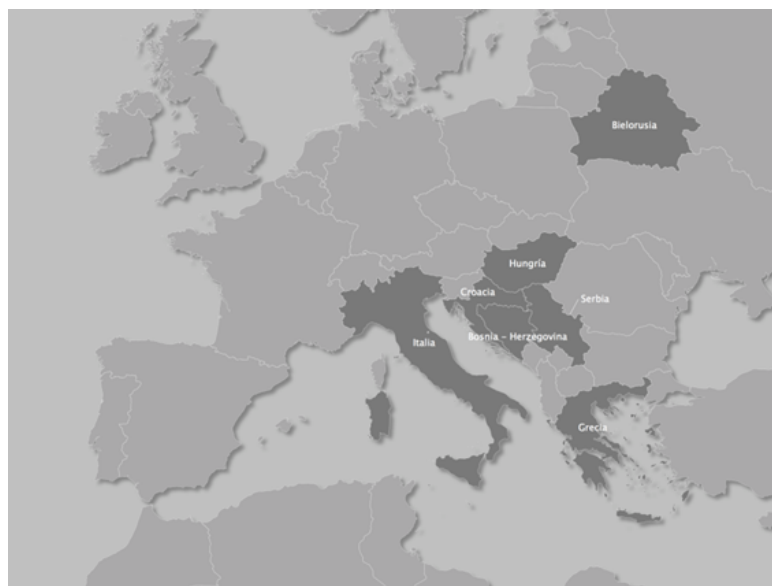 Bielorusia
Hungría
Croacia
Serbia
Bosnia – Herzegovina
Italia
Grecia